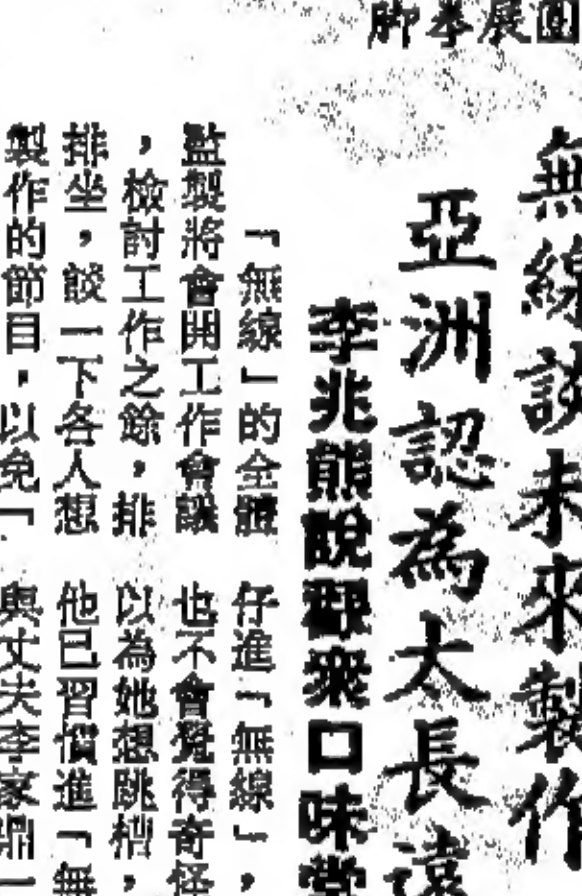 圍展拳脚
無線談未來製作
亞洲認為太長遠
李兆熊說觀衆口味常
「無線」的全體
監製將會開工作會議
，檢討工作之餘，排
排坐，談一下各人想
製作的節目，以免「
仔進「無線」，
也不會覺得奇怪
以為她想跳槽，
他已習慣進「無
與丈夫李家鼎一